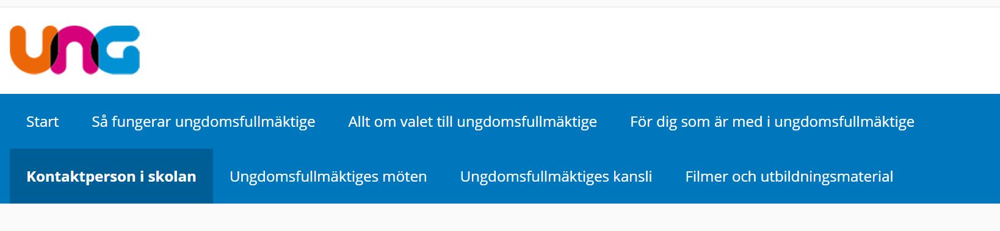 ung
Start Så fungerar ungdomsfullmäktige Allt om valet till ungdomsfullmäktige För dig som är med i ungdomsfullmäktige
Kontaktperson i skolan Ungdomsfullmäktiges möten Ungdomsfullmäktiges kansli Filmer och utbildningsmaterial